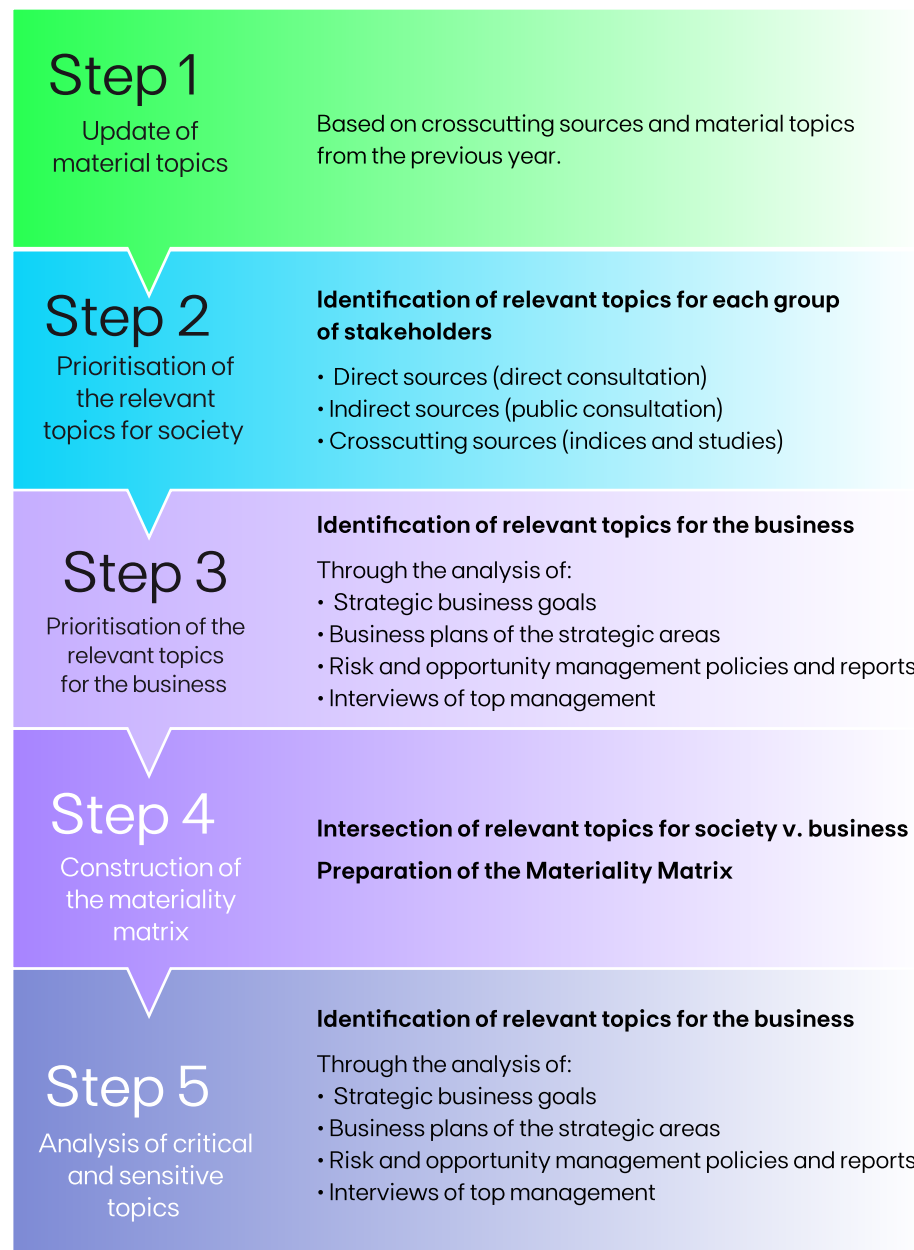 Step 1
Update of
material topics
Based on crosscutting sources and material topics
from the previous year.
Step 2
Prioritisation of
the relevant
topics for society
Identification of relevant topics for each group
of stakeholders
• Direct sources (direct consultation)
• Indirect sources (public consultation)
• Crosscutting sources (indices and studies)
Step 3
Prioritisation of the
relevant topics
for the business
Identification of relevant topics for the business
Through the analysis of:
• Strategic business goals
• Business plans of the strategic areas
• Risk and opportunity management policies and reports
• Interviews of top management
Step 4
Construction of
the materiality
matrix
Intersection of relevant topics for society v. business
Preparation of the Materiality Matrix
Step 5
Analysis of critical
and sensitive
topics
Identification of relevant topics for the business
Through the analysis of:
• Strategic business goals
• Business plans of the strategic areas
• Risk and opportunity management policies and reports
• Interviews of top management